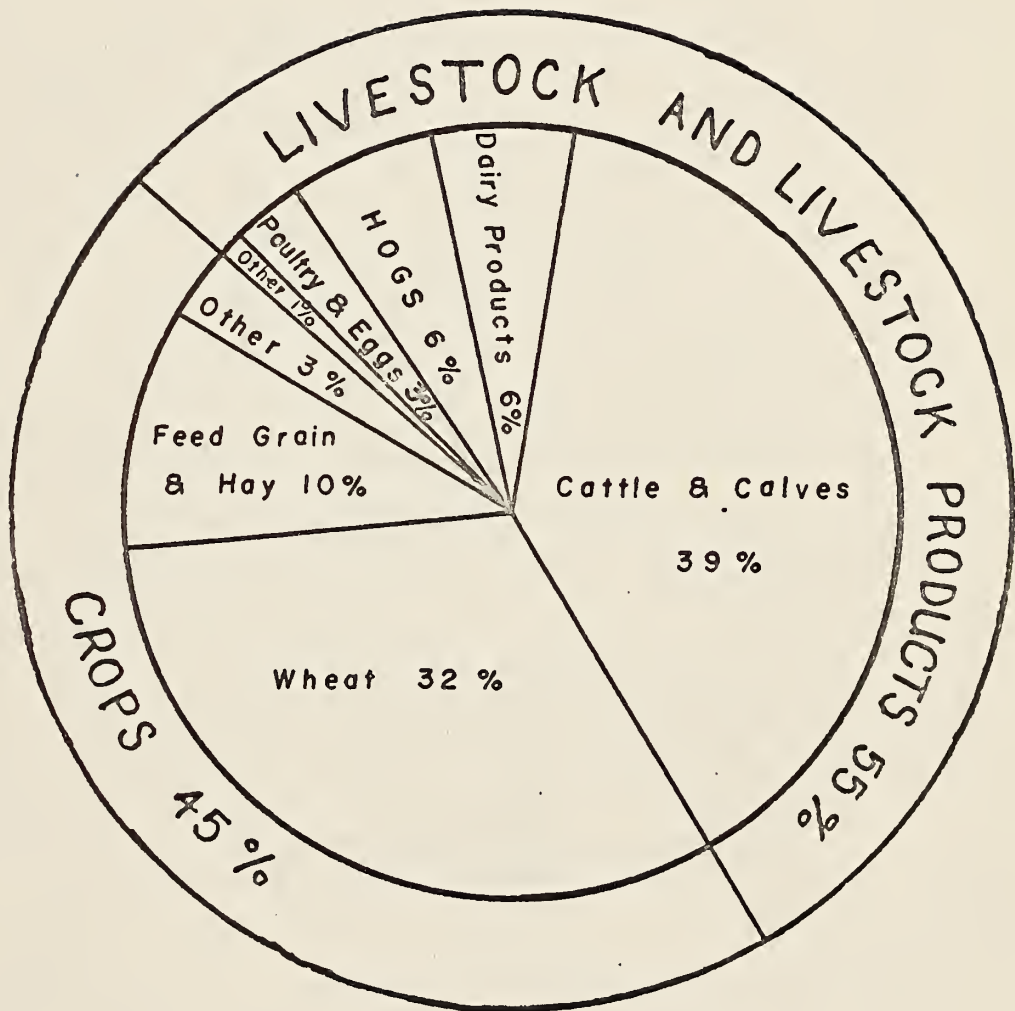 LIVESTOCK AND LIVESTOCK PRODUCTS 55%
Dairy Products 6%
HOGS 6%
Poultry & Eggs 3%
Other 1%
Other 3%
Feed Grain
& Hay 10%
Cattle & Calves
39%
Wheat 32%
CROPS 45%